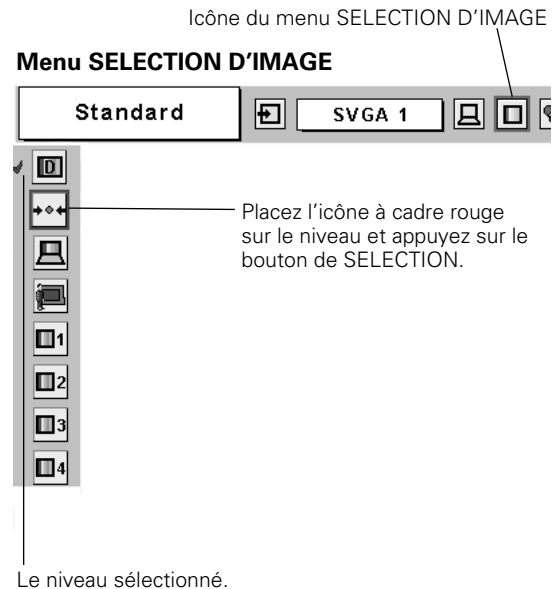 Icône du menu SELECTION D’IMAGE
Menu SELECTION D’IMAGE
Standard
SVGA 1
D
Placez l’icône à cadre rouge
sur le niveau et appuyez sur le
bouton de SELECTION.
1
2
3
4
Le niveau sélectionné.